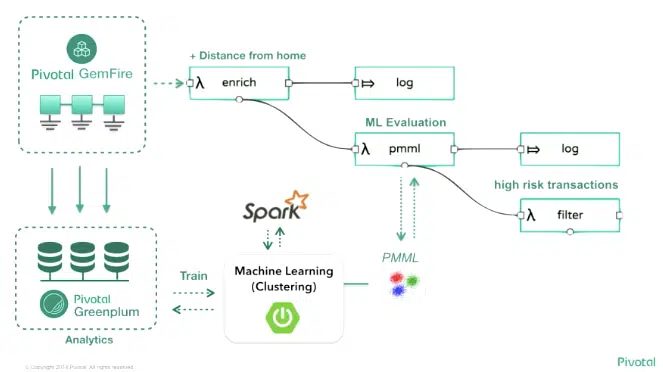 + Distance from home
Pivotal GemFire
λ enrich
log
ML Evaluation
λ pmml
log
high risk transactions
λ filter
Spark
PMML
Train
Machine Learning
(Clustering)
Pivotal
Greenplum
Analytics
© Copyright 2016 Pivotal. All rights reserved.
Pivotal